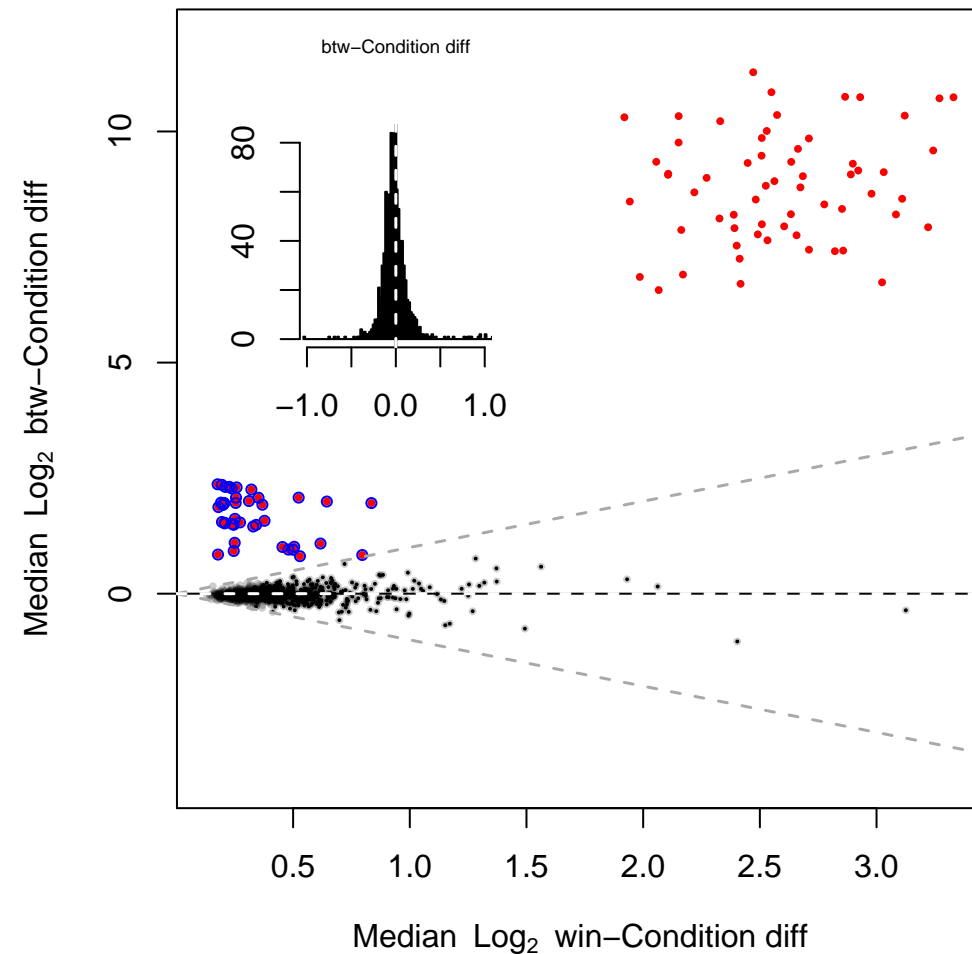 btw−Condition diff
80
40
0
−1.0 0.0 1.0
10
5
0
Median Log₂ btw−Condition diff
0.5 1.0 1.5 2.0 2.5 3.0
Median Log₂ win−Condition diff